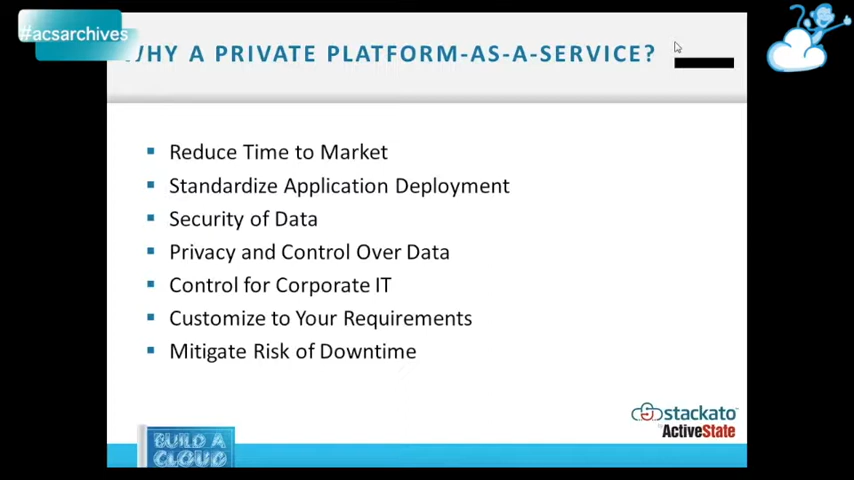 #acsarchives
WHY A PRIVATE PLATFORM-AS-A-SERVICE?
Reduce Time to Market
Standardize Application Deployment
Security of Data
Privacy and Control Over Data
Control for Corporate IT
Customize to Your Requirements
Mitigate Risk of Downtime
stackato
ActiveState
BUILD A
CLOUD